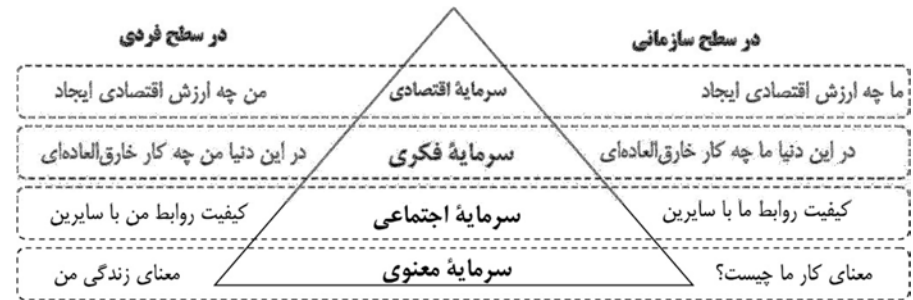 در سطح سازمانی در سطح فردی
ما چه ارزش اقتصادی ایجاد سرمایهٔ اقتصادی من چه ارزش اقتصادی ایجاد
در این دنیا ما چه کار خارق‌العاده‌ای سرمایهٔ فکری در این دنیا من چه کار خارق‌العاده‌ای
کیفیت روابط ما با سایرین سرمایهٔ اجتماعی کیفیت روابط من با سایرین
معنای کار ما چیست؟ سرمایهٔ معنوی معنای زندگی من